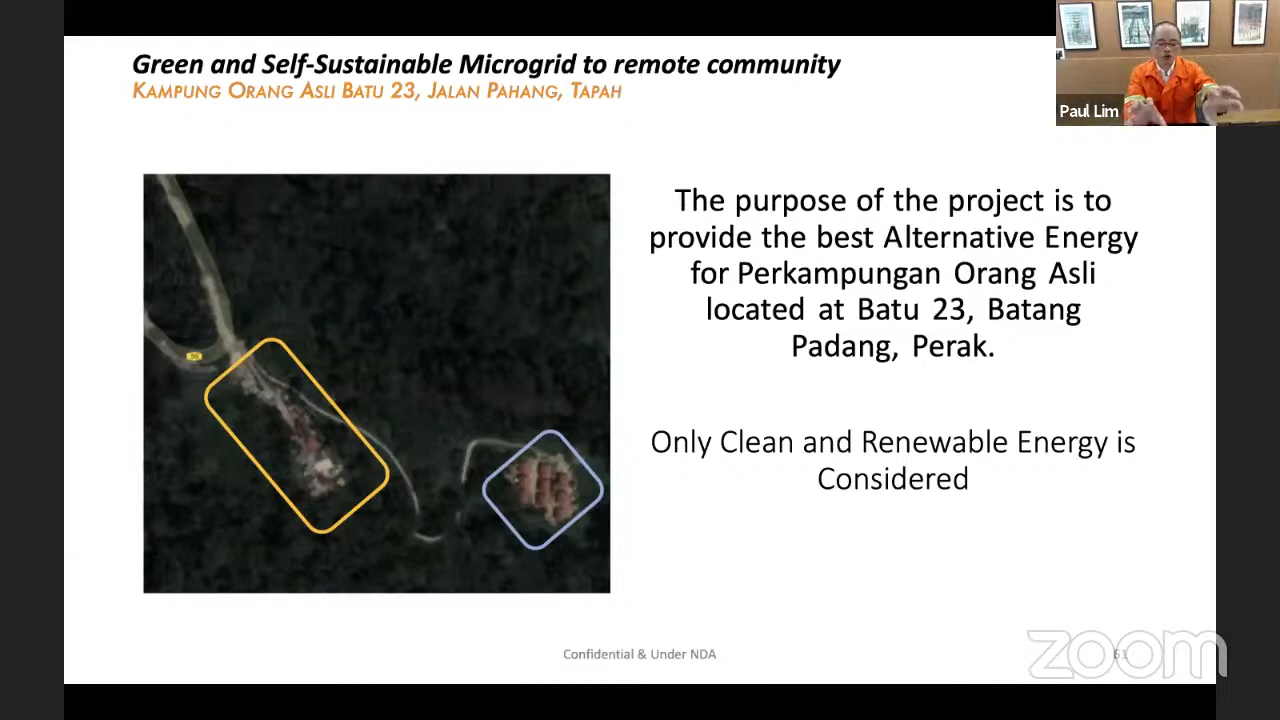 Green and Self-Sustainable Microgrid to remote community
KAMPUNG ORANG ASLI BATU 23, JALAN PAHANG, TAPAH
Paul Lim
The purpose of the project is to
provide the best Alternative Energy
for Perkampungan Orang Asli
located at Batu 23, Batang
Padang, Perak.
Only Clean and Renewable Energy is
Considered
Confidential & Under NDA
zoom